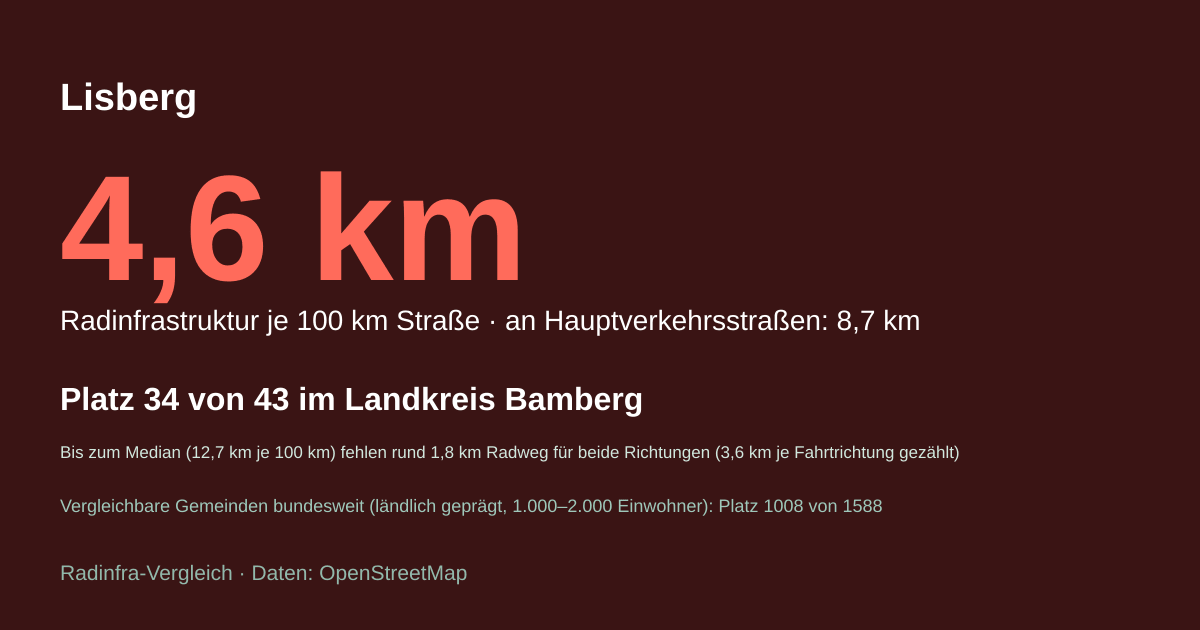 Lisberg
4,6 km
Radinfrastruktur je 100 km Straße · an Hauptverkehrsstraßen: 8,7 km
Platz 34 von 43 im Landkreis Bamberg
Bis zum Median (12,7 km je 100 km) fehlen rund 1,8 km Radweg für beide Richtungen (3,6 km je Fahrtrichtung gezählt)
Vergleichbare Gemeinden bundesweit (ländlich geprägt, 1.000–2.000 Einwohner): Platz 1008 von 1588
Radinfra-Vergleich · Daten: OpenStreetMap